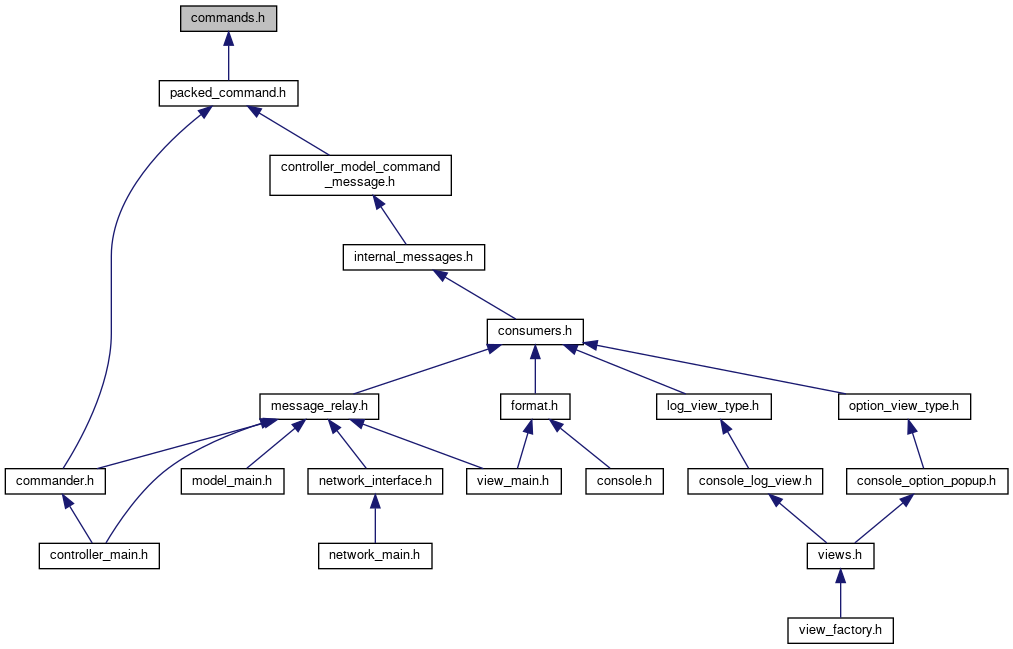 commands.h
packed_command.h
controller_model_command
_message.h
internal_messages.h
consumers.h
message_relay.h
format.h
log_view_type.h
option_view_type.h
commander.h
model_main.h
network_interface.h
view_main.h
console.h
console_log_view.h
console_option_popup.h
controller_main.h
network_main.h
views.h
view_factory.h